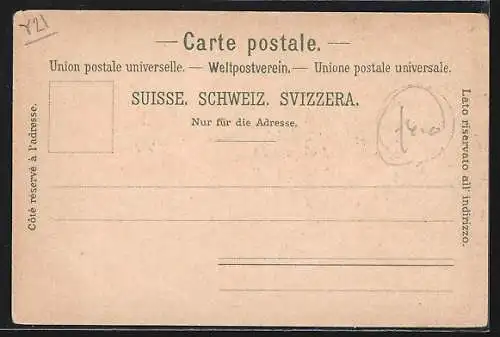 — Carte postale. —
Union postale universelle. — Weltpostverein. — Unione postale universale.
SUISSE. SCHWEIZ. SVIZZERA.
Nur für die Adresse.
Côté réservé à l'adresse.
Lato riservato all' indirizzo.